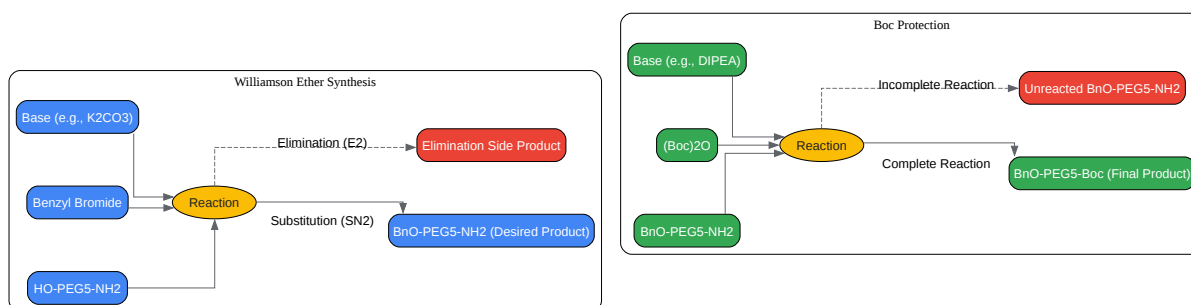 Williamson Ether Synthesis
Base (e.g., K2CO3)
Elimination (E2)
Elimination Side Product
Benzyl Bromide
Reaction
Substitution (SN2)
BnO-PEG5-NH2 (Desired Product)
HO-PEG5-NH2
Boc Protection
Base (e.g., DIPEA)
Incomplete Reaction
Unreacted BnO-PEG5-NH2
(Boc)2O
Reaction
Complete Reaction
BnO-PEG5-Boc (Final Product)
BnO-PEG5-NH2